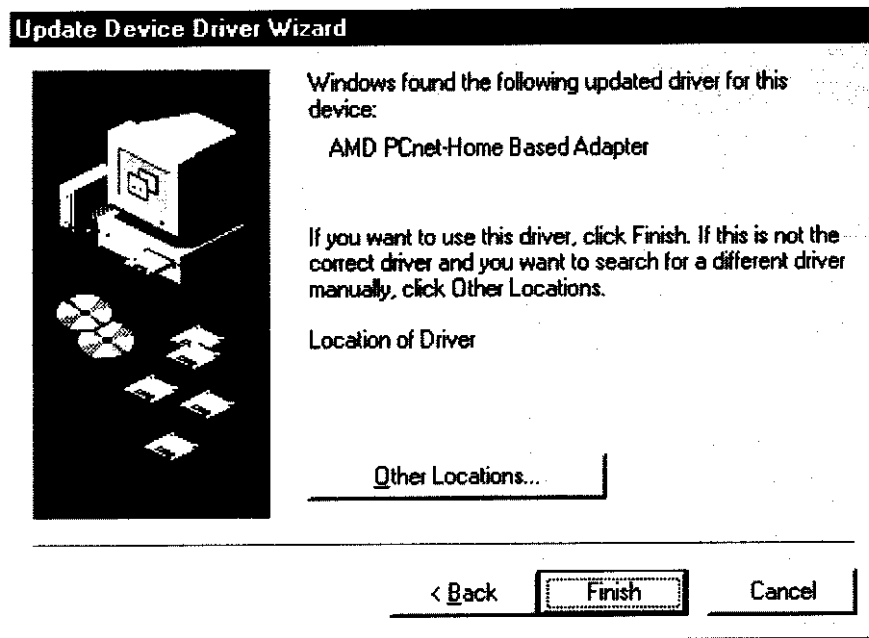 Update Device Driver Wizard
Windows found the following updated driver for this
device:
AMD PCnet-Home Based Adapter
If you want to use this driver, click Finish. If this is not the
correct driver and you want to search for a different driver
manually, click Other Locations.
Location of Driver
Other Locations...
< Back
Finish
Cancel